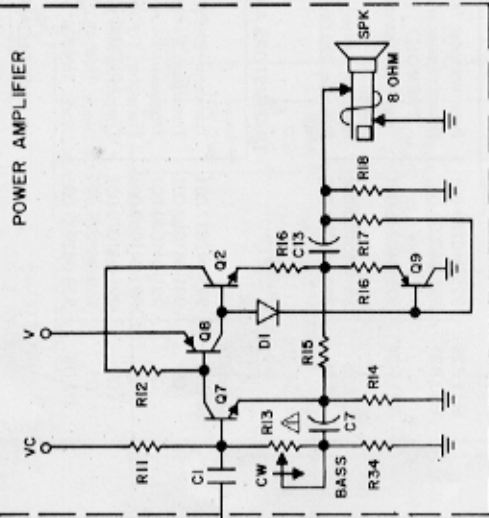 POWER AMPLIFIER
SPK
8 OHM
V
VC
R12
Q8
Q2
R11
Q7
D1
R16
C13
R18
R17
C1
R13
CW
R15
R16
Q9
BASS
C7
R14
R34